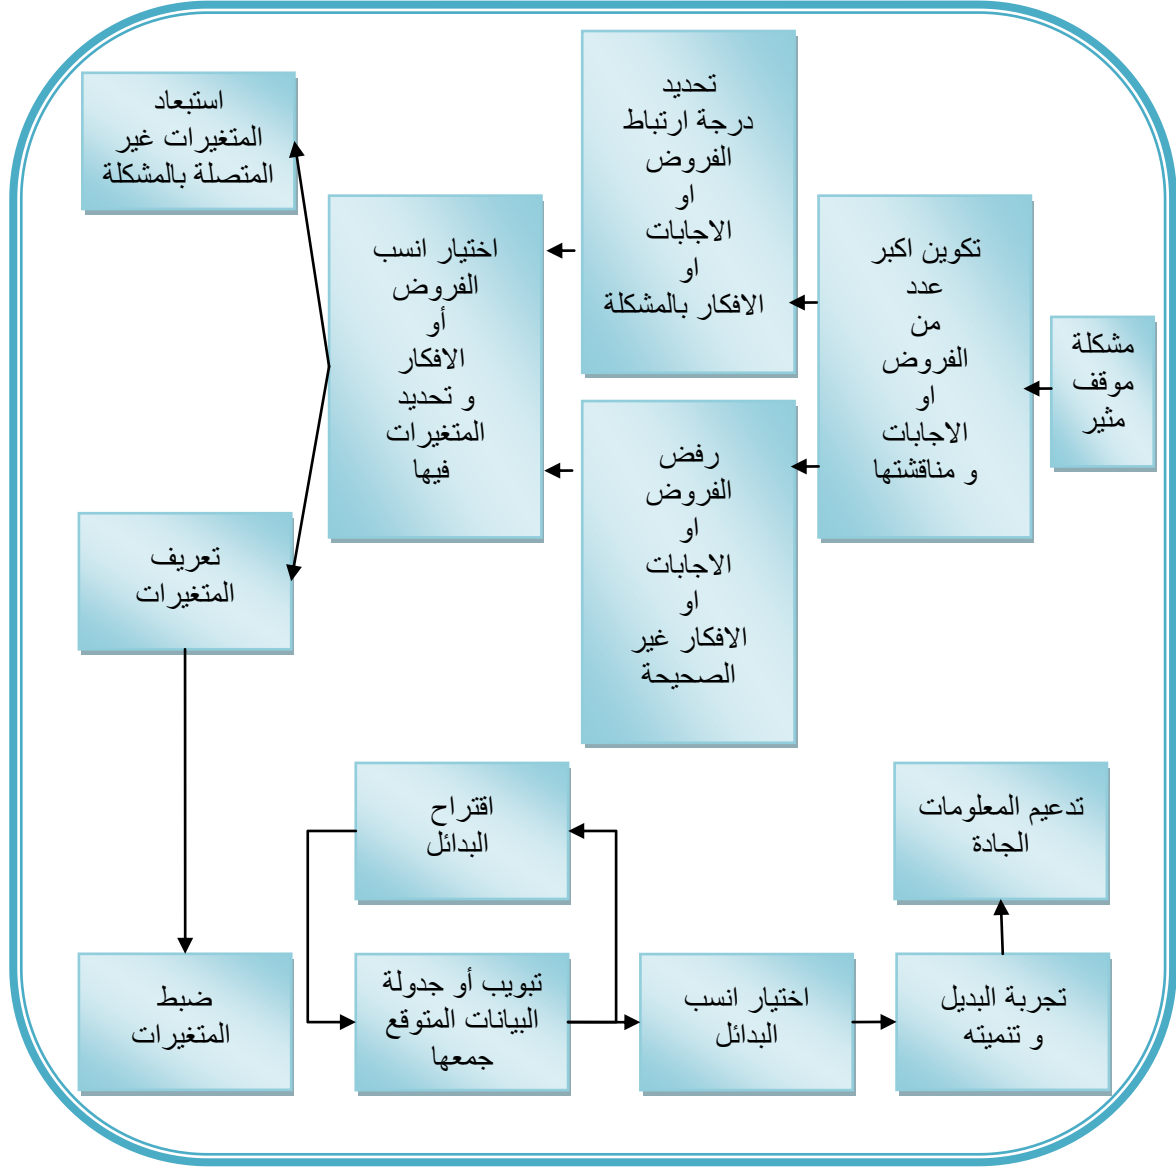 مشكلة
موقف
مثير
تكوين اكبر
عدد
من
الفروض
او
الاجابات
و مناقشتها
تحديد
درجة ارتباط
الفروض
او
الاجابات
او
الافكار بالمشكلة
رفض
الفروض
او
الاجابات
او
الافكار غير
الصحيحة
اختيار انسب
الفروض
أو
الافكار
و تحديد
المتغيرات
فيها
استبعاد
المتغيرات غير
المتصلة بالمشكلة
تعريف
المتغيرات
ضبط
المتغيرات
اقتراح
البدائل
تبويب أو جدولة
البيانات المتوقع
جمعها
اختيار انسب
البدائل
تجربة البديل
و تنميته
تدعيم المعلومات
الجادة